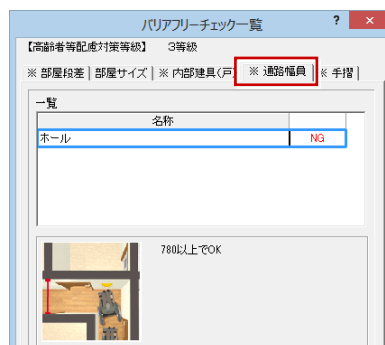 バリアフリーチェック一覧 ? ×
【高齢者等配慮対策等級】 3等級
※ 部屋段差 部屋サイズ ※ 内部建具(戸) ※ 通路幅員 ※ 手摺
一覧
名称
ホール NG
780以上でOK